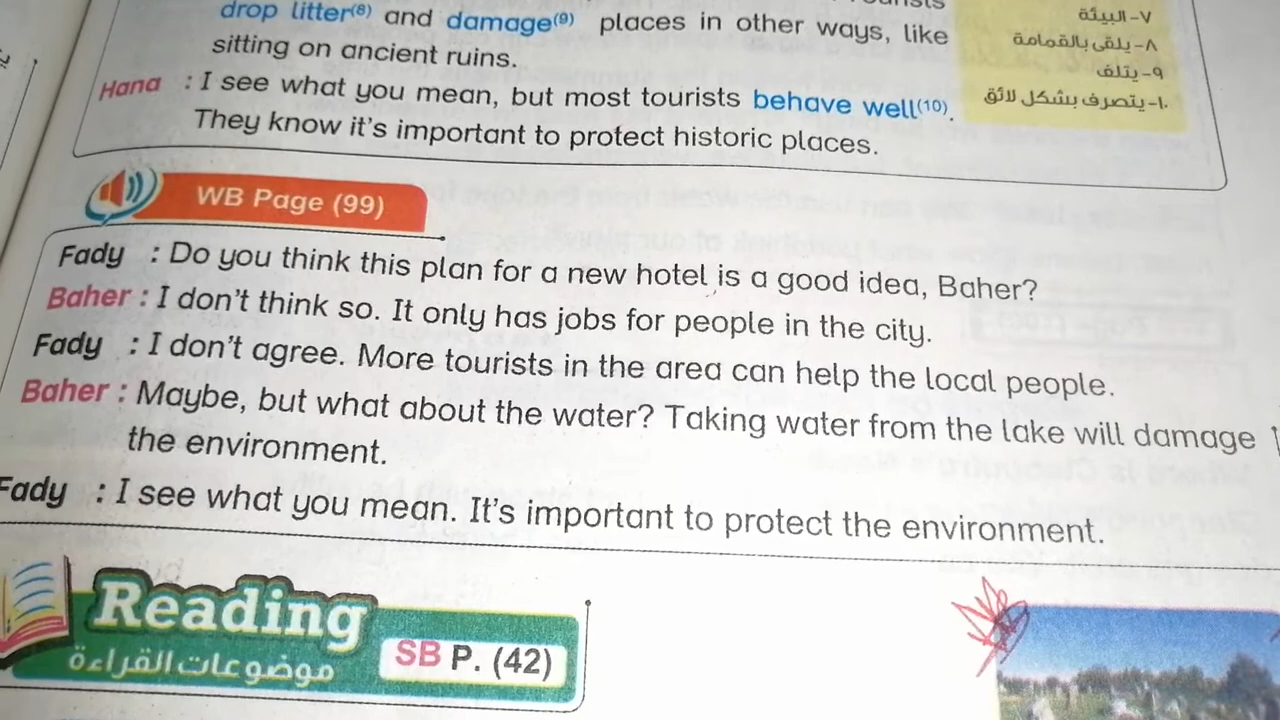 drop litter(8) and damage(9) places in other ways, like
sitting on ancient ruins.
Hana : I see what you mean, but most tourists behave well(10).
They know it's important to protect historic places.
٧- البيئة
٨- يلقى بالقمامة
٩- يتلف
١٠- يتصرف بشكل لائق
WB Page (99)
Fady : Do you think this plan for a new hotel is a good idea, Baher?
Baher : I don't think so. It only has jobs for people in the city.
Fady : I don't agree. More tourists in the area can help the local people.
Baher : Maybe, but what about the water? Taking water from the lake will damage
the environment.
Fady : I see what you mean. It's important to protect the environment.
Reading
موضوعات القراءة
SB P. (42)